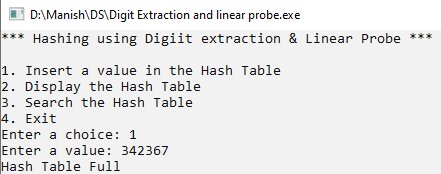 D:\Manish\DS\Digit Extraction and linear probe.exe
*** Hashing using Digiit extraction & Linear Probe ***
1. Insert a value in the Hash Table
2. Display the Hash Table
3. Search the Hash Table
4. Exit
Enter a choice: 1
Enter a value: 342367
Hash Table Full